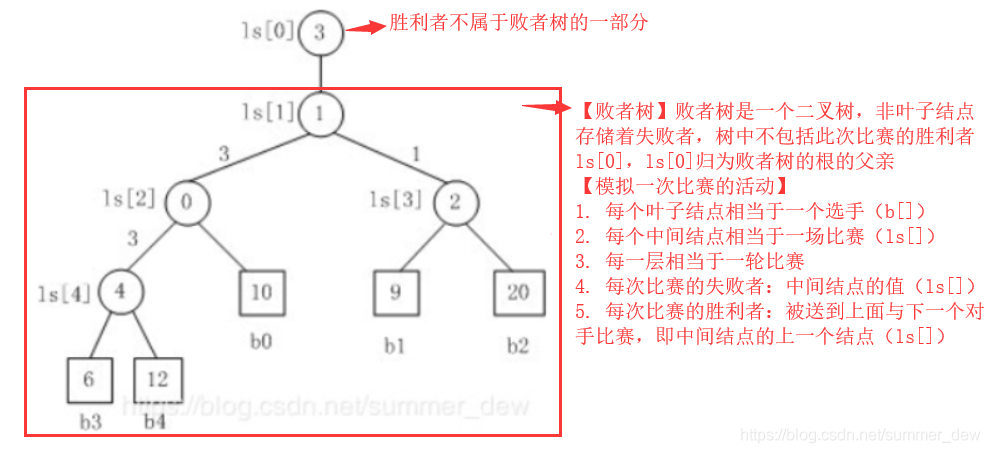 ls[0] 3 胜利者不属于败者树的一部分
ls[1] 1
3 1
ls[2] 0 ls[3] 2
3
ls[4] 4 10 9 20
b0 b1 b2
6 12
b3 b4
【败者树】败者树是一个二叉树，非叶子结点
存储着失败者，树中不包括此次比赛的胜利者
ls[0]，ls[0]归为败者树的根的父亲
【模拟一次比赛的活动】
1. 每个叶子结点相当于一个选手（b[]）
2. 每个中间结点相当于一场比赛（ls[]）
3. 每一层相当于一轮比赛
4. 每次比赛的失败者：中间结点的值（ls[]）
5. 每次比赛的胜利者：被送到上面与下一个对
手比赛，即中间结点的上一个结点（ls[]）
https://blog.csdn.net/summer_dew
https://blog.csdn.net/summer_dew